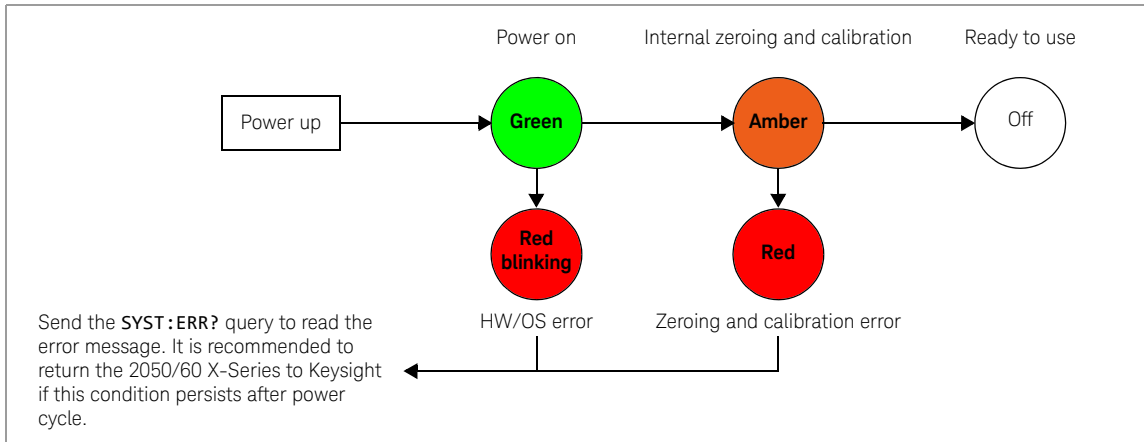 Power on
Internal zeroing and calibration
Ready to use
Power up
Green
Amber
Off
Red
blinking
Red
HW/OS error
Zeroing and calibration error
Send the SYST:ERR? query to read the
error message. It is recommended to
return the 2050/60 X-Series to Keysight
if this condition persists after power
cycle.